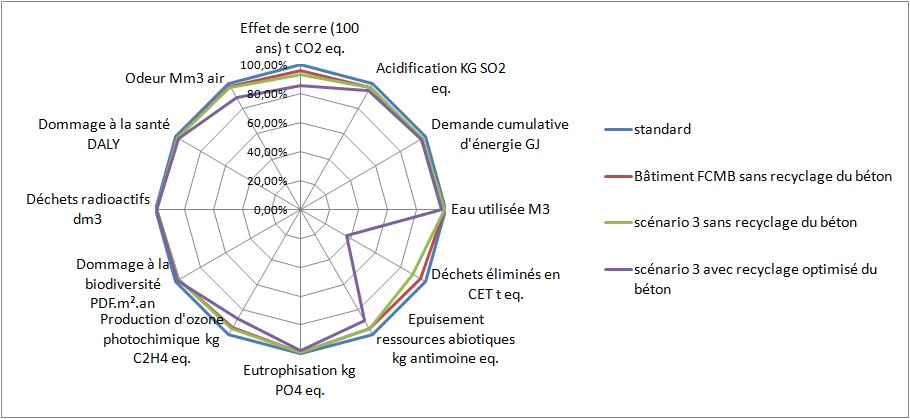 Effet de serre (100
ans) t CO2 eq.
100,00%
80,00%
60,00%
40,00%
20,00%
0,00%
Acidification KG SO2
eq.
Demande cumulative
d'énergie GJ
Eau utilisée M3
Déchets éliminés en
CET t eq.
Epuisement
ressources abiotiques
kg antimoine eq.
Eutrophisation kg
PO4 eq.
Production d'ozone
photochimique kg
C2H4 eq.
Dommage à la
biodiversité
PDF.m².an
Déchets radioactifs
dm3
Dommage à la santé
DALY
Odeur Mm3 air
standard
Bâtiment FCMB sans recyclage du béton
scénario 3 sans recyclage du béton
scénario 3 avec recyclage optimisé du
béton